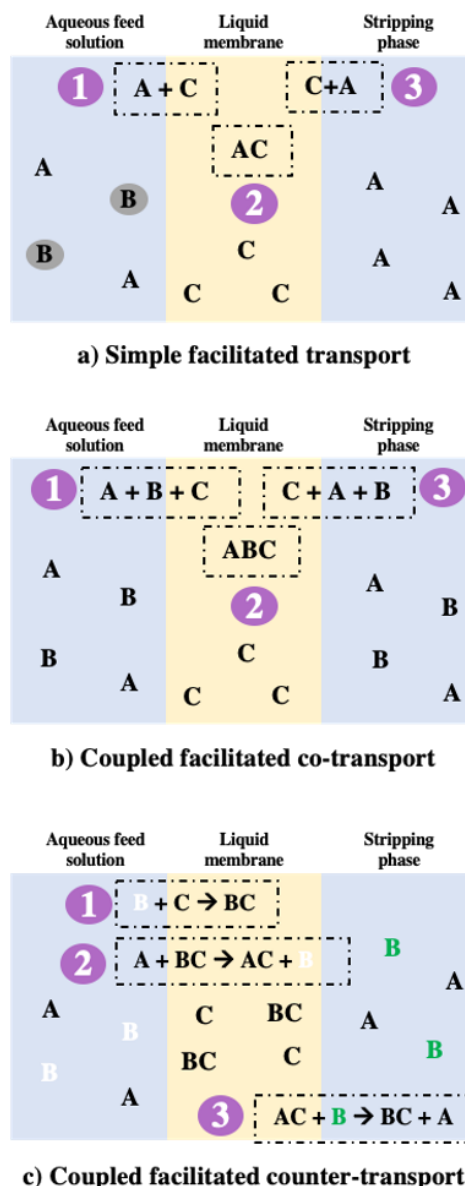 Aqueous feed solution
Liquid membrane
Stripping phase
1
A + C
C+A
3
AC
2
A
B
B
A
C
C
C
A
A
A
A
a) Simple facilitated transport
Aqueous feed solution
Liquid membrane
Stripping phase
1
A + B + C
C + A + B
3
ABC
2
A
B
B
A
C
C
C
A
B
B
A
b) Coupled facilitated co-transport
Aqueous feed solution
Liquid membrane
Stripping phase
1
B + C → BC
2
A + BC → AC + B
A
B
B
A
C
BC
BC
C
B
A
A
B
3
AC + B → BC + A
c) Coupled facilitated counter-transport